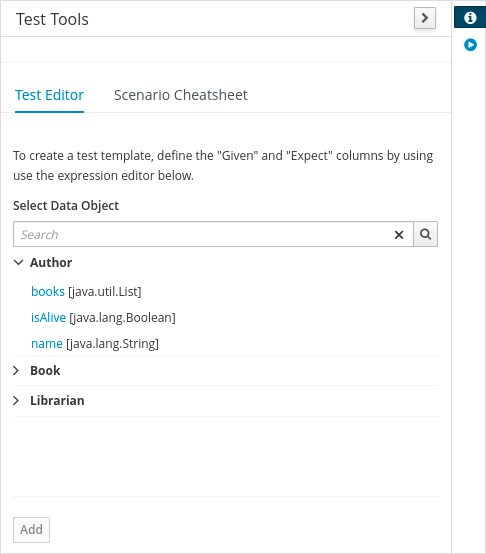 Test Tools
Test Editor
Scenario Cheatsheet
To create a test template, define the "Given" and "Expect" columns by using
use the expression editor below.
Select Data Object
Search
Author
books [java.util.List]
isAlive [java.lang.Boolean]
name [java.lang.String]
Book
Librarian
Add